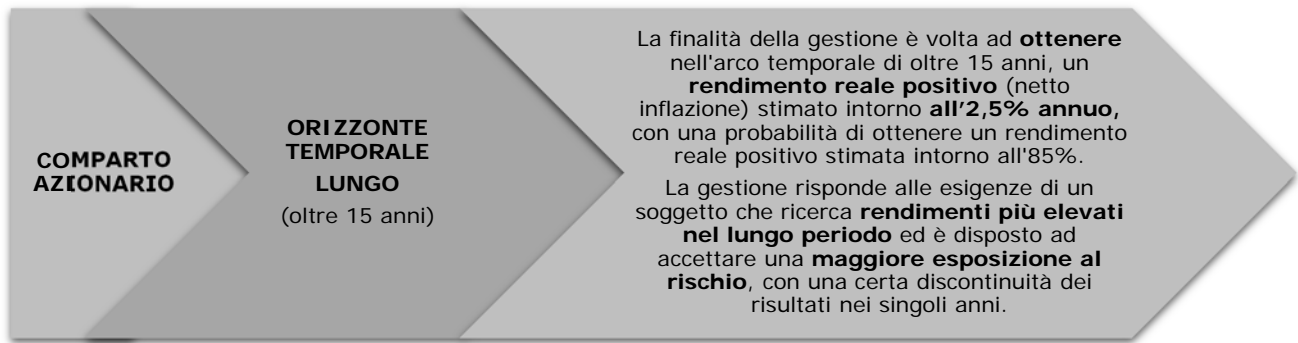 COMPARTO
AZIONARIO
ORIZZONTE
TEMPORALE
LUNGO
(oltre 15 anni)
La finalità della gestione è volta ad ottenere
nell'arco temporale di oltre 15 anni, un
rendimento reale positivo (netto
inflazione) stimato intorno all'2,5% annuo,
con una probabilità di ottenere un rendimento
reale positivo stimata intorno all'85%.
La gestione risponde alle esigenze di un
soggetto che ricerca rendimenti più elevati
nel lungo periodo ed è disposto ad
accettare una maggiore esposizione al
rischio, con una certa discontinuità dei
risultati nei singoli anni.